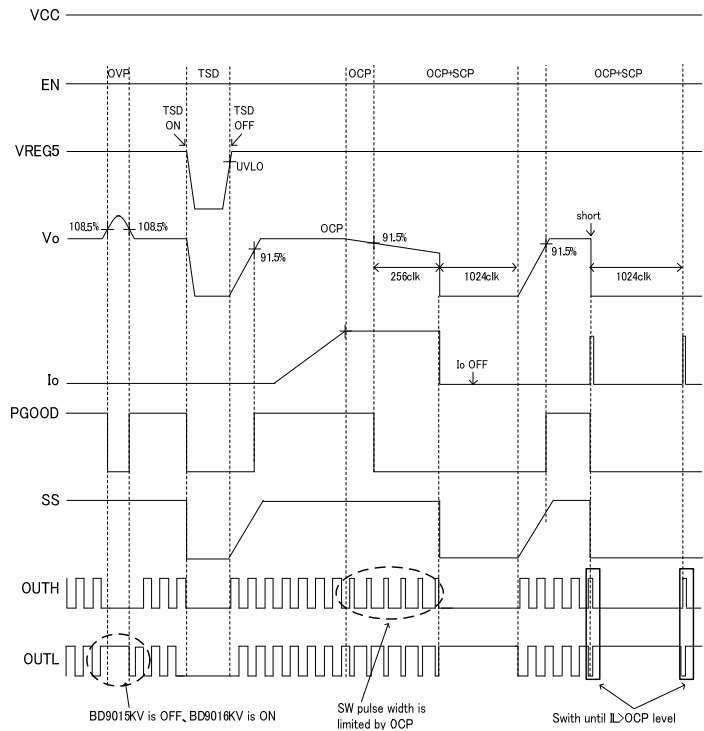 VCC
OVP TSD OCP OCP+SCP OCP+SCP
EN
TSD ON
TSD OFF
VREG5
UVLO
108.5% 108.5%
OCP
91.5%
short
Vo
91.5%
91.5%
256clk 1024clk 1024clk
Io OFF
Io
PGOOD
SS
OUTH
OUTL
BD9015KV is OFF、BD9016KV is ON
SW pulse width is
limited by OCP
Swith until IL>OCP level